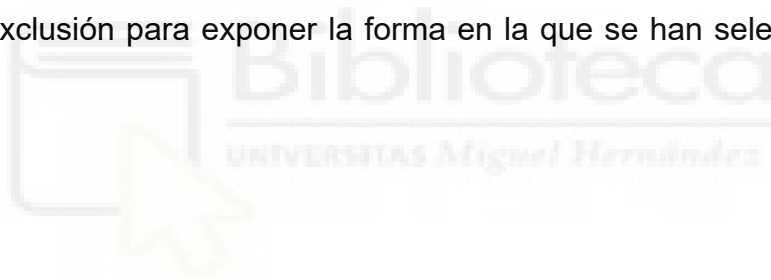 xclusión para exponer la forma en la que se han sele
Biblioteca
UNIVERSITAS Miguel Hernández